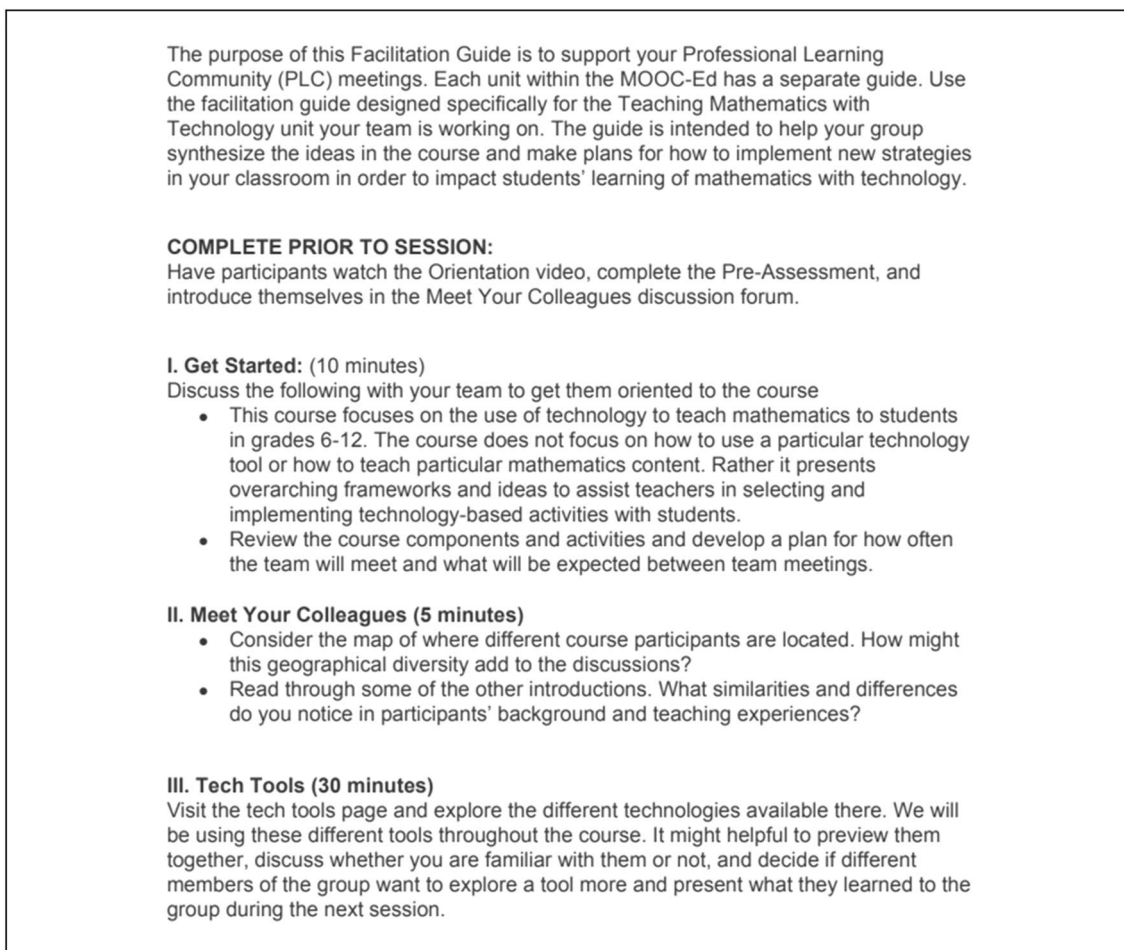 The purpose of this Facilitation Guide is to support your Professional Learning
Community (PLC) meetings. Each unit within the MOOC-Ed has a separate guide. Use
the facilitation guide designed specifically for the Teaching Mathematics with
Technology unit your team is working on. The guide is intended to help your group
synthesize the ideas in the course and make plans for how to implement new strategies
in your classroom in order to impact students’ learning of mathematics with technology.
COMPLETE PRIOR TO SESSION:
Have participants watch the Orientation video, complete the Pre-Assessment, and
introduce themselves in the Meet Your Colleagues discussion forum.
I. Get Started: (10 minutes)
Discuss the following with your team to get them oriented to the course
• This course focuses on the use of technology to teach mathematics to students
in grades 6-12. The course does not focus on how to use a particular technology
tool or how to teach particular mathematics content. Rather it presents
overarching frameworks and ideas to assist teachers in selecting and
implementing technology-based activities with students.
• Review the course components and activities and develop a plan for how often
the team will meet and what will be expected between team meetings.
II. Meet Your Colleagues (5 minutes)
• Consider the map of where different course participants are located. How might
this geographical diversity add to the discussions?
• Read through some of the other introductions. What similarities and differences
do you notice in participants’ background and teaching experiences?
III. Tech Tools (30 minutes)
Visit the tech tools page and explore the different technologies available there. We will
be using these different tools throughout the course. It might helpful to preview them
together, discuss whether you are familiar with them or not, and decide if different
members of the group want to explore a tool more and present what they learned to the
group during the next session.